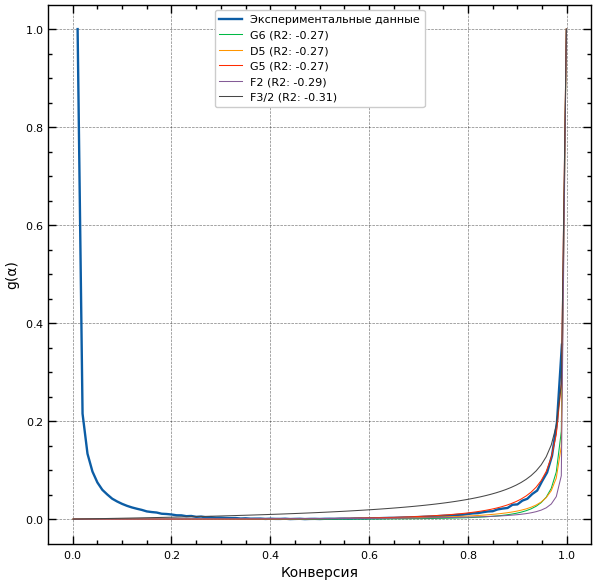 Экспериментальные данные
G6 (R2: -0.27)
D5 (R2: -0.27)
G5 (R2: -0.27)
F2 (R2: -0.29)
F3/2 (R2: -0.31)
g(α)
1.0
0.8
0.6
0.4
0.2
0.0
0.0 0.2 0.4 0.6 0.8 1.0
Конверсия